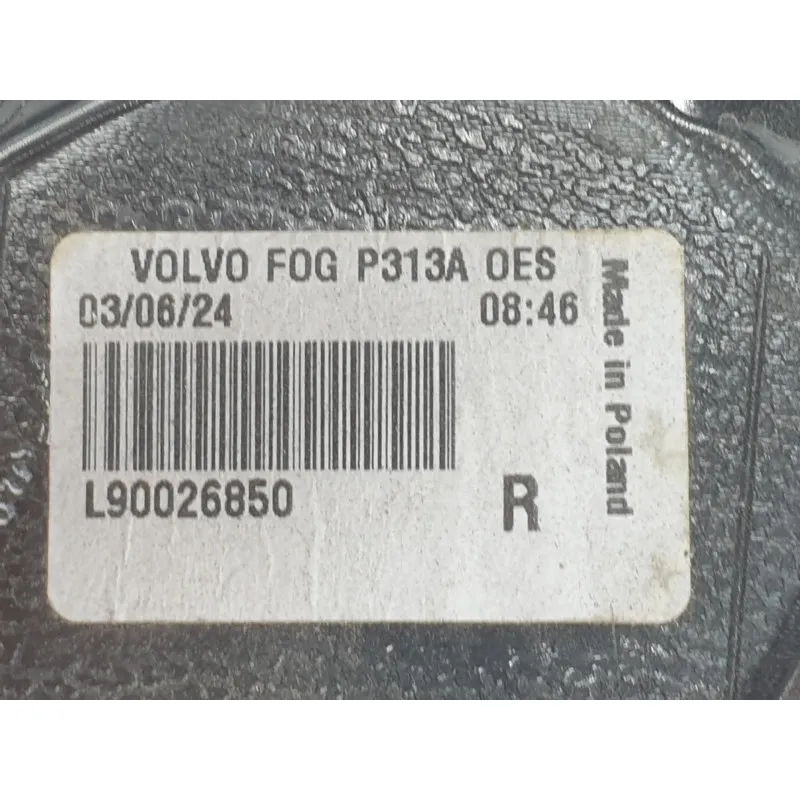 VOLVO FOG P313A OES
03/06/24 08:46
L90026850
R
Made in Poland